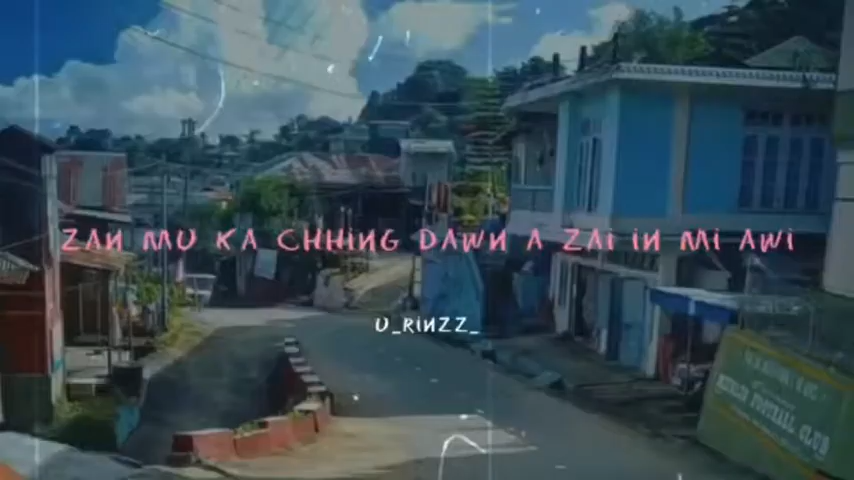 ZAN MU KA CHHING DAWN A ZAI IN MI AWI
U_RINZZ_
FOOTBALL CLUB